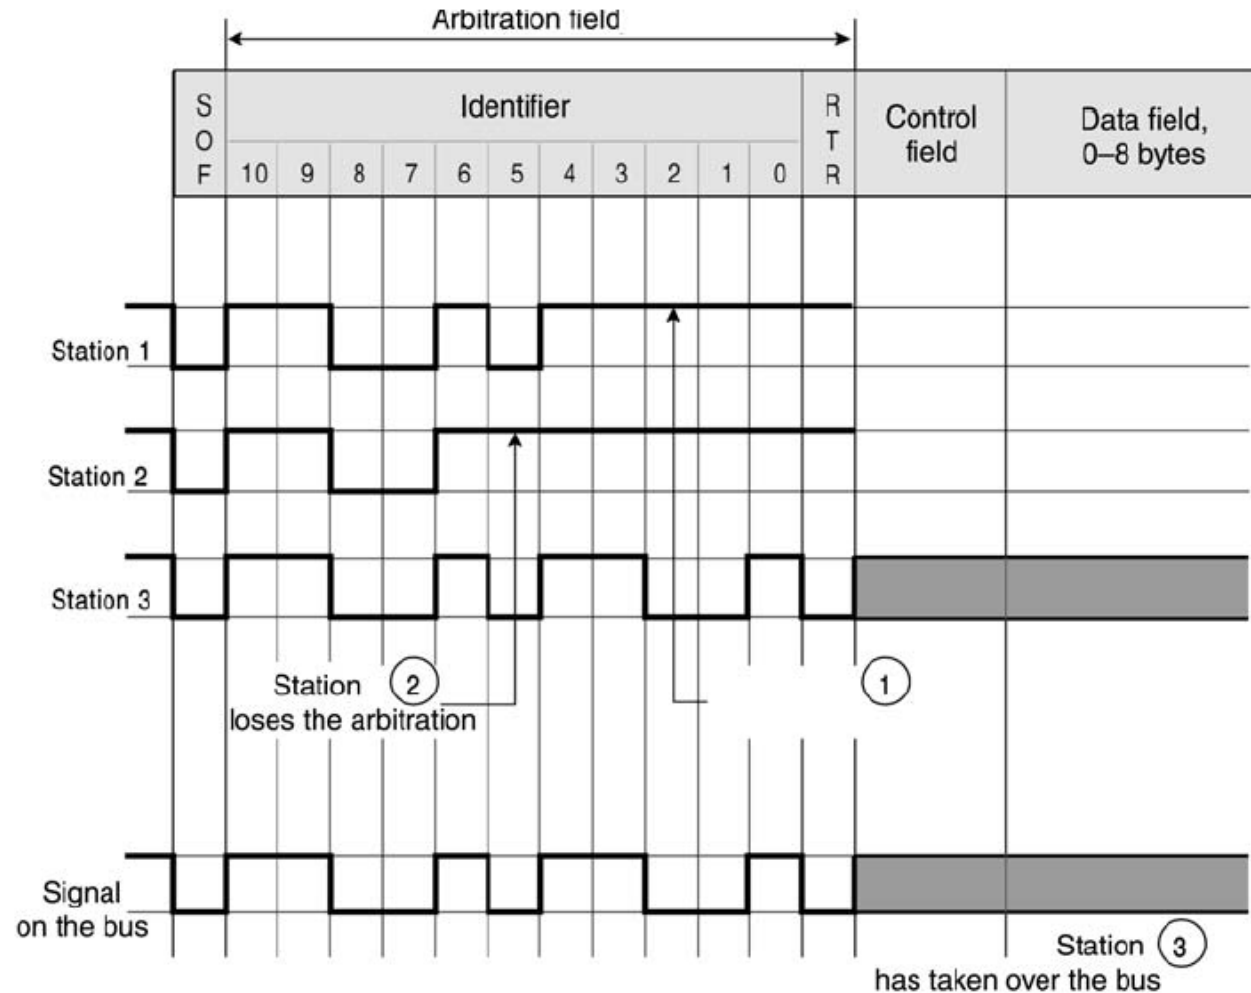 Arbitration field
S
O
F
Identifier
R
T
R
Control
field
Data field,
0–8 bytes
10 9 8 7 6 5 4 3 2 1 0
Station 1
Station 2
Station 3
Station 2
loses the arbitration
1
Signal
on the bus
Station 3
has taken over the bus